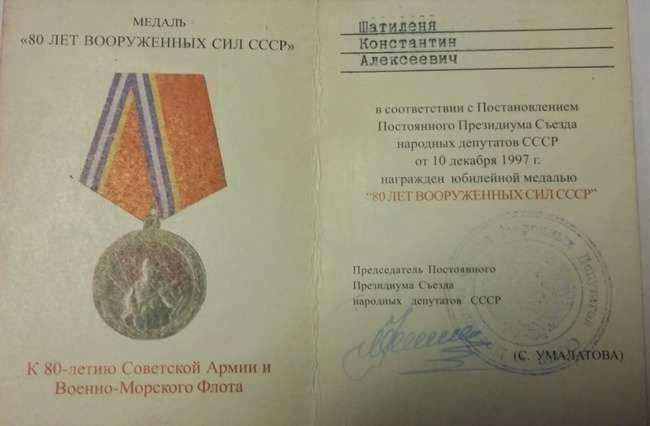 МЕДАЛЬ
«80 ЛЕТ ВООРУЖЕННЫХ СИЛ СССР»
К 80-летию Советской Армии и
Военно-Морского Флота
Шатиленя
Константин
Алексеевич
в соответствии с Постановлением
Постоянного Президиума Съезда
народных депутатов СССР
от 10 декабря 1997 г.
награжден юбилейной медалью
“80 ЛЕТ ВООРУЖЕННЫХ СИЛ СССР”
Председатель Постоянного
Президиума Съезда
народных депутатов СССР
(С. УМАЛАТОВА)
Народных Депутатов